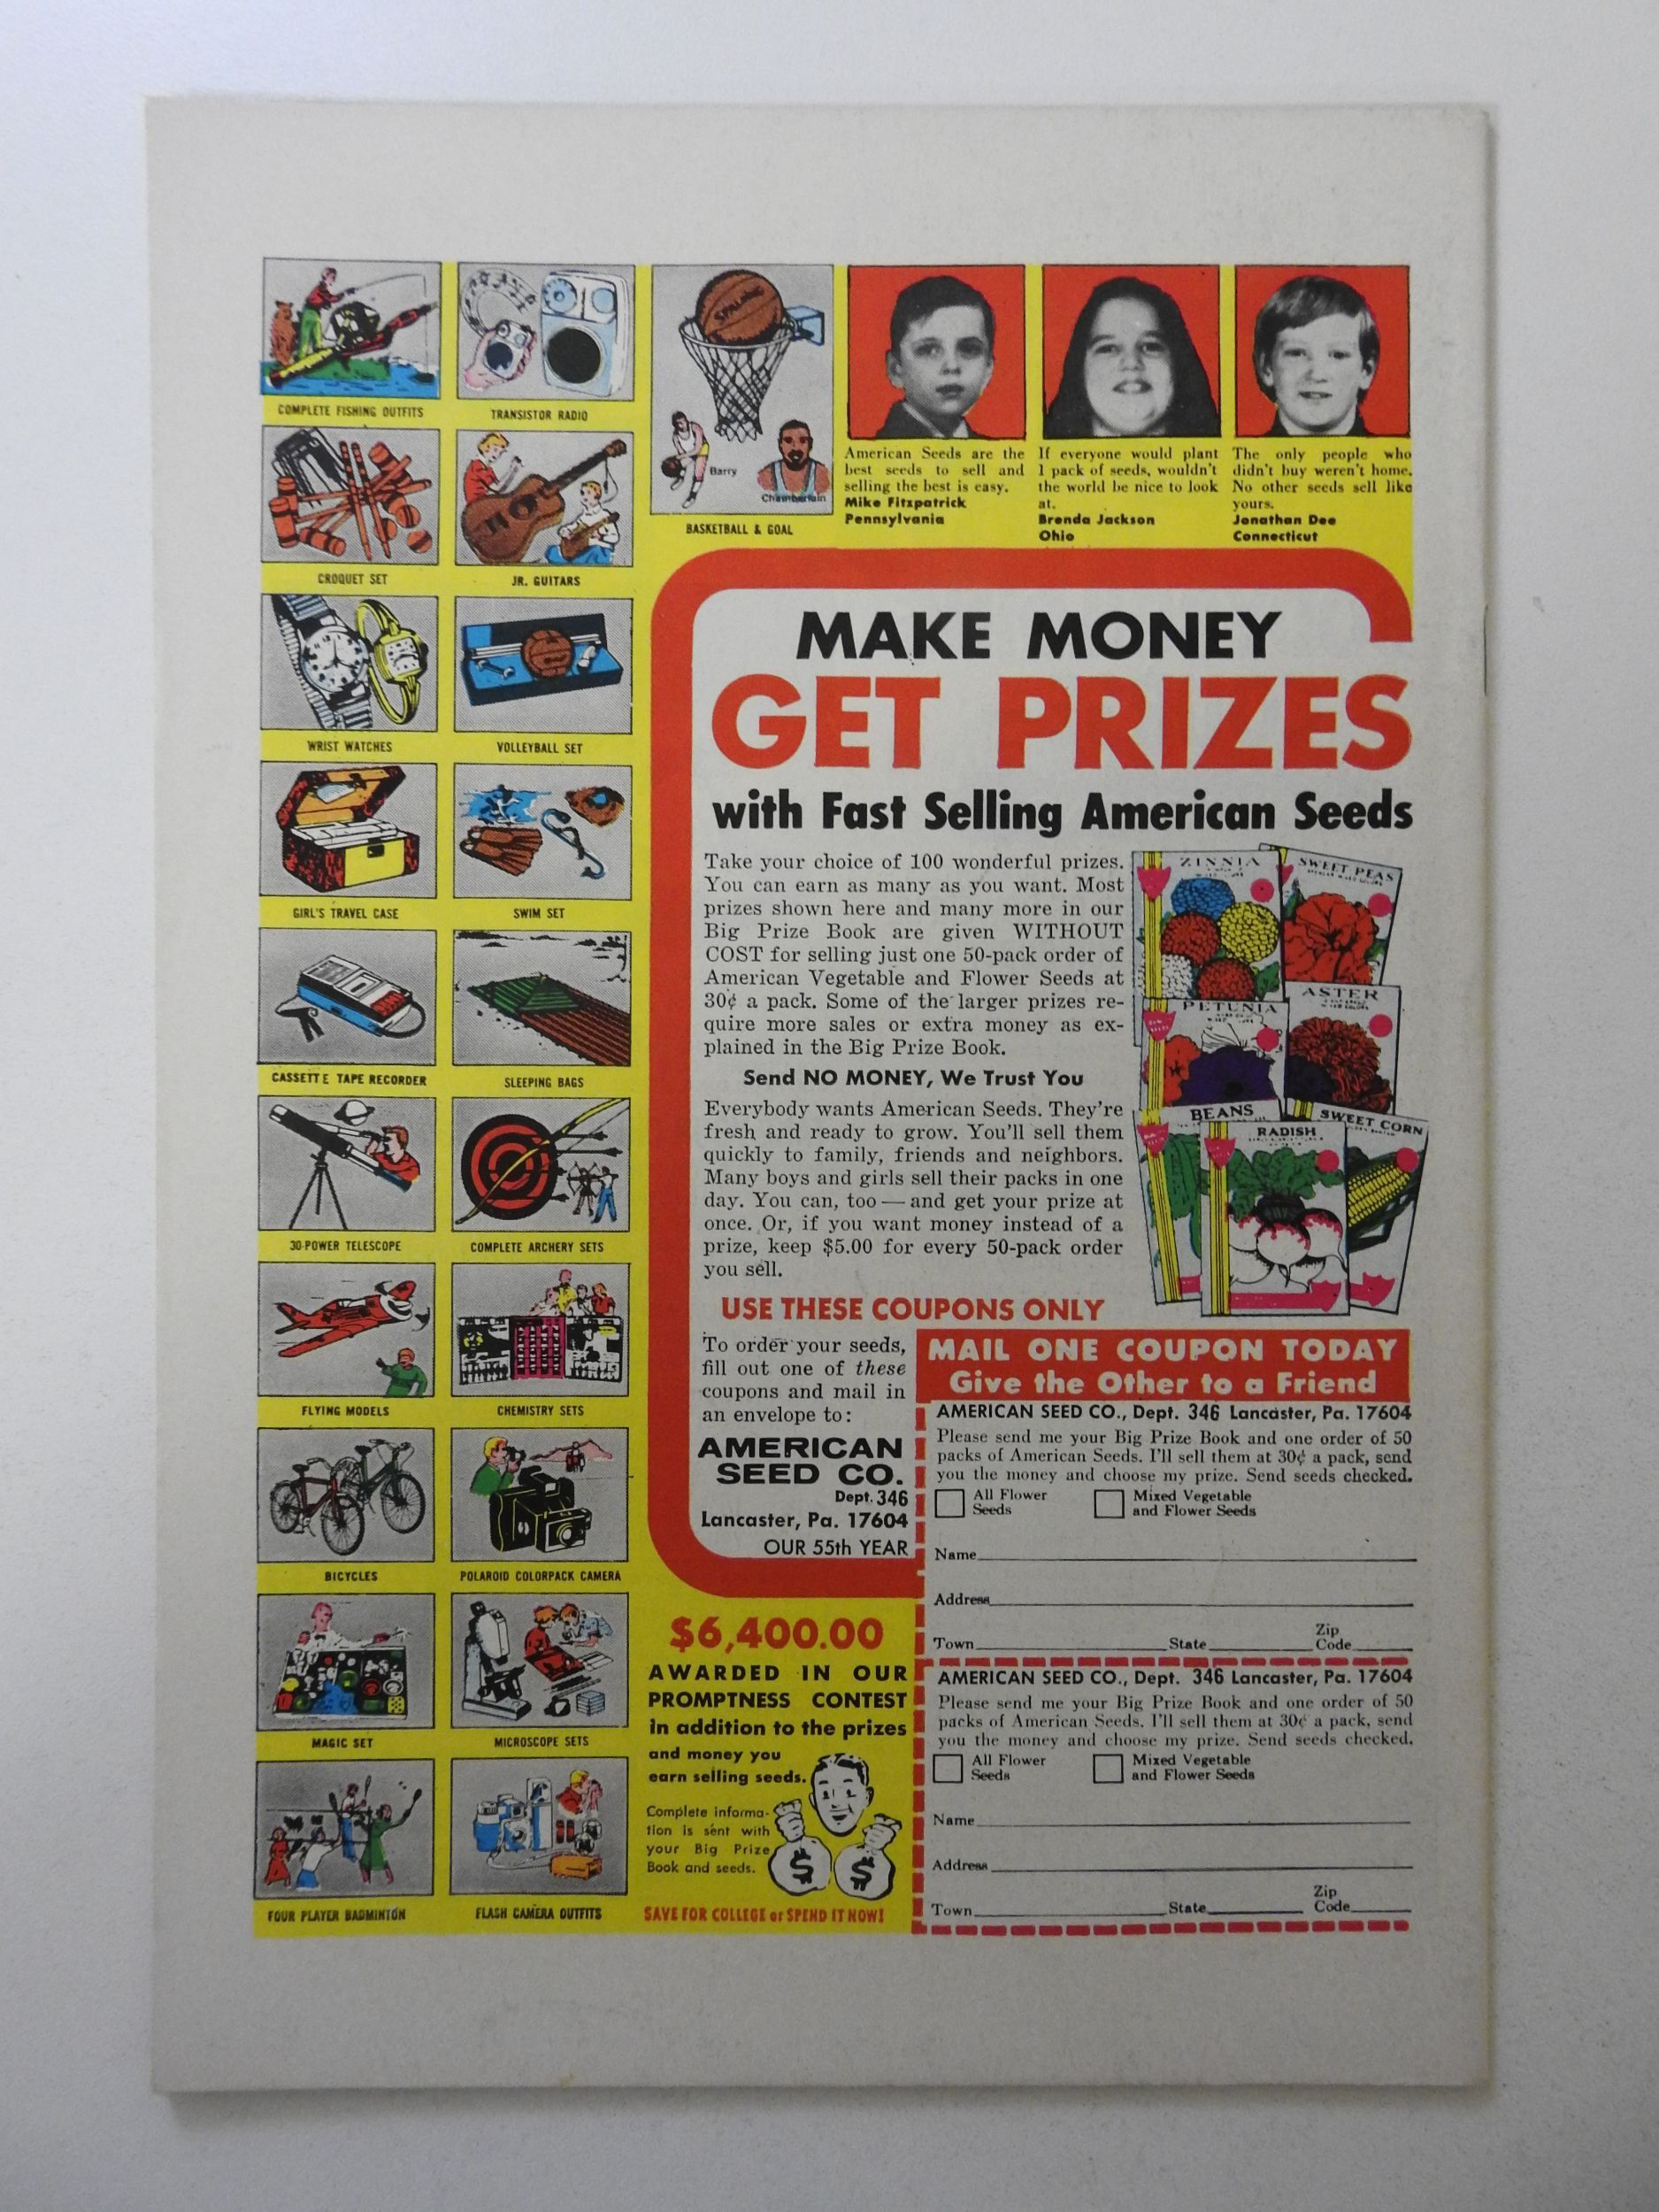 COMPLETE FISHING OUTFITS
TRANSISTOR RADIO
SPALDING
Barry
Chamberlain
BASKETBALL & GOAL
CROQUET SET
JR. GUITARS
WRIST WATCHES
VOLLEYBALL SET
GIRL'S TRAVEL CASE
SWIM SET
CASSETTE TAPE RECORDER
SLEEPING BAGS
30-POWER TELESCOPE
COMPLETE ARCHERY SETS
FLYING MODELS
CHEMISTRY SETS
BICYCLES
POLAROID COLORPACK CAMERA
MAGIC SET
MICROSCOPE SETS
FOUR PLAYER BADMINTON
FLASH CAMERA OUTFITS
American Seeds are the
best seeds to sell and
selling the best is easy.
Mike Fitzpatrick
Pennsylvania
If everyone would plant
1 pack of seeds, wouldn't
the world be nice to look
at.
Brenda Jackson
Ohio
The only people who
didn't buy weren't home.
No other seeds sell like
yours.
Jonathan Dee
Connecticut
MAKE MONEY
GET PRIZES
with Fast Selling American Seeds
Take your choice of 100 wonderful prizes.
You can earn as many as you want. Most
prizes shown here and many more in our
Big Prize Book are given WITHOUT
COST for selling just one 50-pack order of
American Vegetable and Flower Seeds at
30¢ a pack. Some of the larger prizes re-
quire more sales or extra money as ex-
plained in the Big Prize Book.
Send NO MONEY, We Trust You
Everybody wants American Seeds. They're
fresh and ready to grow. You'll sell them
quickly to family, friends and neighbors.
Many boys and girls sell their packs in one
day. You can, too — and get your prize at
once. Or, if you want money instead of a
prize, keep $5.00 for every 50-pack order
you sell.
ZINNIA
SWEET PEAS
PETUNIA
ASTER
BEANS
RADISH
SWEET CORN
USE THESE COUPONS ONLY
To order your seeds,
fill out one of these
coupons and mail in
an envelope to:
AMERICAN
SEED CO.
Dept. 346
Lancaster, Pa. 17604
OUR 55th YEAR
$6,400.00
AWARDED IN OUR
PROMPTNESS CONTEST
in addition to the prizes
and money you
earn selling seeds.
Complete informa-
tion is sent with
your Big Prize
Book and seeds.
$ $
SAVE FOR COLLEGE or SPEND IT NOW!
MAIL ONE COUPON TODAY
Give the Other to a Friend
AMERICAN SEED CO., Dept. 346 Lancaster, Pa. 17604
Please send me your Big Prize Book and one order of 50
packs of American Seeds. I'll sell them at 30¢ a pack, send
you the money and choose my prize. Send seeds checked.
All Flower
Seeds
Mixed Vegetable
and Flower Seeds
Name
Address
Town State Zip Code
AMERICAN SEED CO., Dept. 346 Lancaster, Pa. 17604
Please send me your Big Prize Book and one order of 50
packs of American Seeds. I'll sell them at 30¢ a pack, send
you the money and choose my prize. Send seeds checked.
All Flower
Seeds
Mixed Vegetable
and Flower Seeds
Name
Address
Town State Zip Code